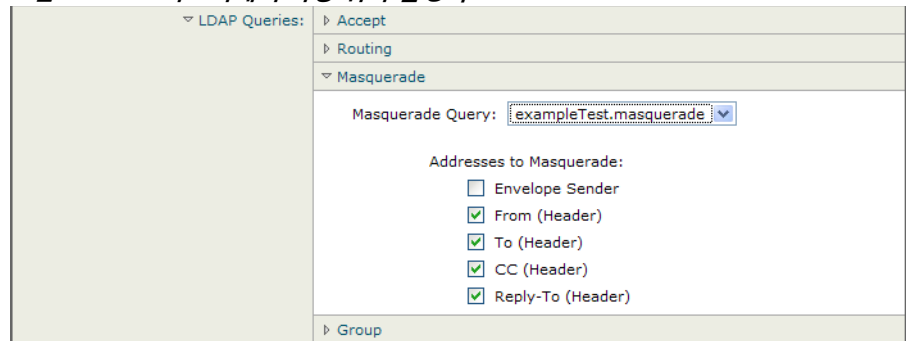 LDAP Queries:
Accept
Routing
Masquerade
Masquerade Query: exampleTest.masquerade
Addresses to Masquerade:
Envelope Sender
From (Header)
To (Header)
CC (Header)
Reply-To (Header)
Group